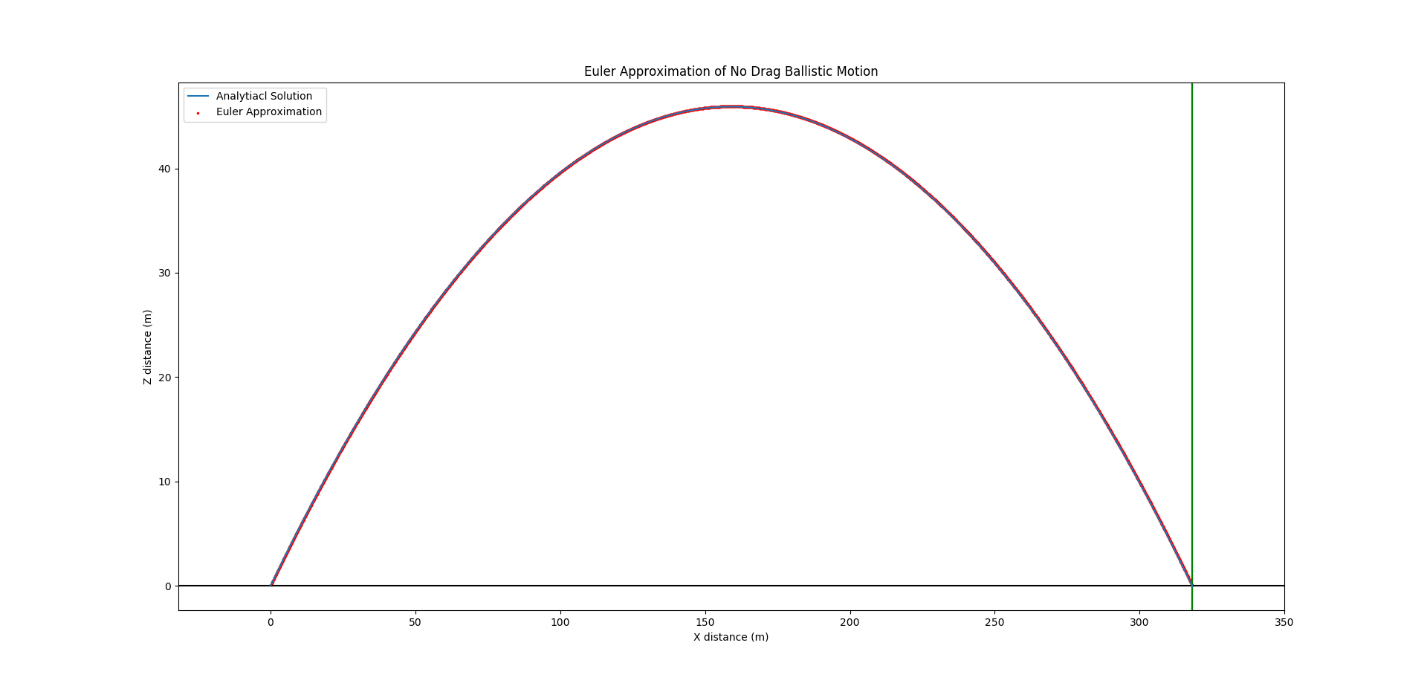 Euler Approximation of No Drag Ballistic Motion
Analytiacl Solution
Euler Approximation
Z distance (m)
40
30
20
10
0
0 50 100 150 200 250 300 350
X distance (m)